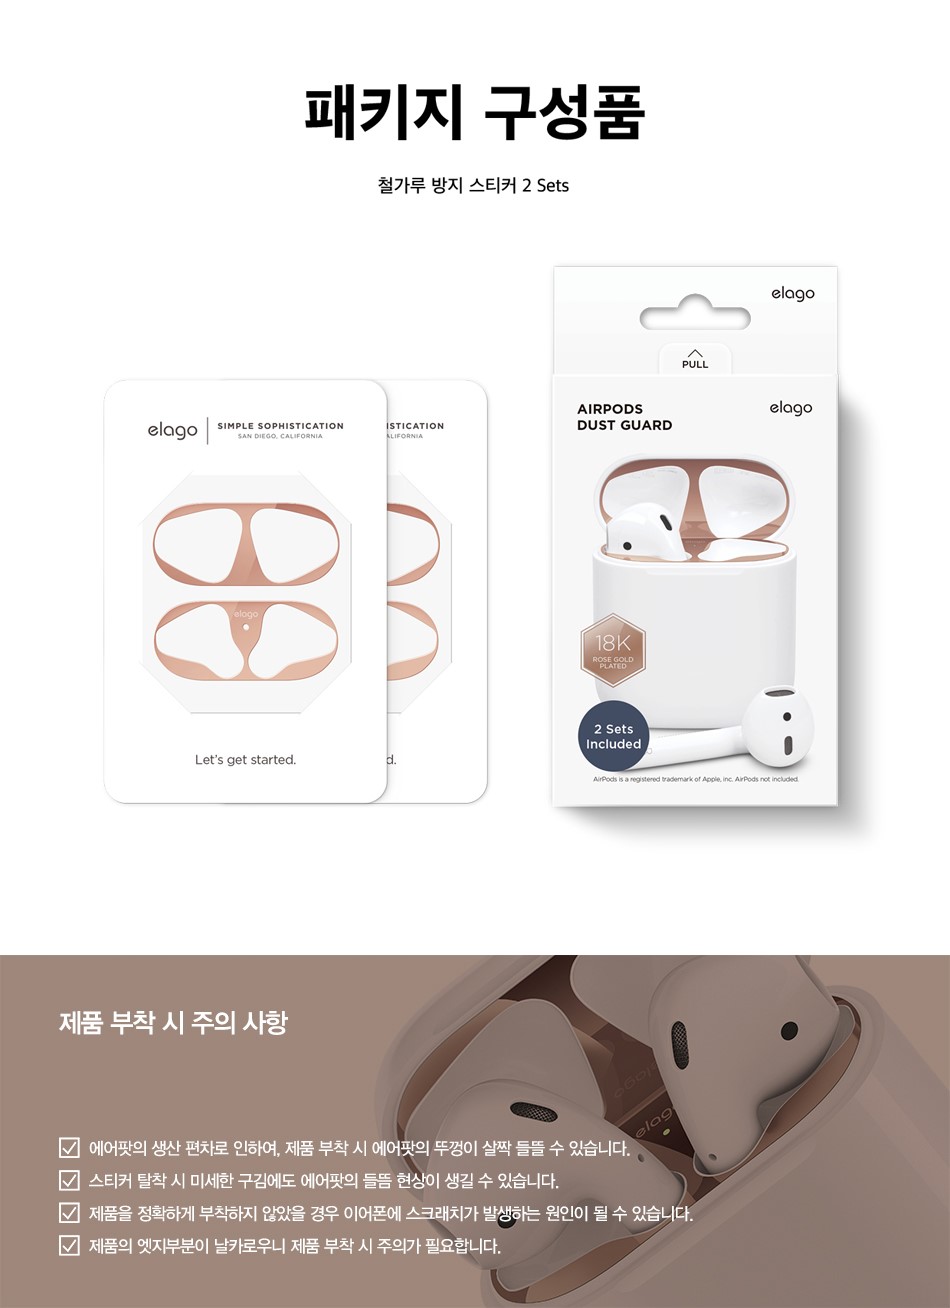 패키지 구성품
철가루 방지 스티커 2 Sets
elago
PULL
elago
SIMPLE SOPHISTICATION
SAN DIEGO, CALIFORNIA
ISTICATION
ALIFORNIA
AIRPODS
DUST GUARD
elago
elago
18K
ROSE GOLD
PLATED
2 Sets
Included
Let's get started.
d.
AirPods is a registered trademark of Apple, inc. AirPods not included.
제품 부착 시 주의 사항
elago
에어팟의 생산 편차로 인하여, 제품 부착 시 에어팟의 뚜껑이 살짝 들뜰 수 있습니다.
스티커 탈착 시 미세한 구김에도 에어팟의 들뜸 현상이 생길 수 있습니다.
제품을 정확하게 부착하지 않았을 경우 이어폰에 스크래치가 발생하는 원인이 될 수 있습니다.
제품의 엣지부분이 날카로우니 제품 부착 시 주의가 필요합니다.